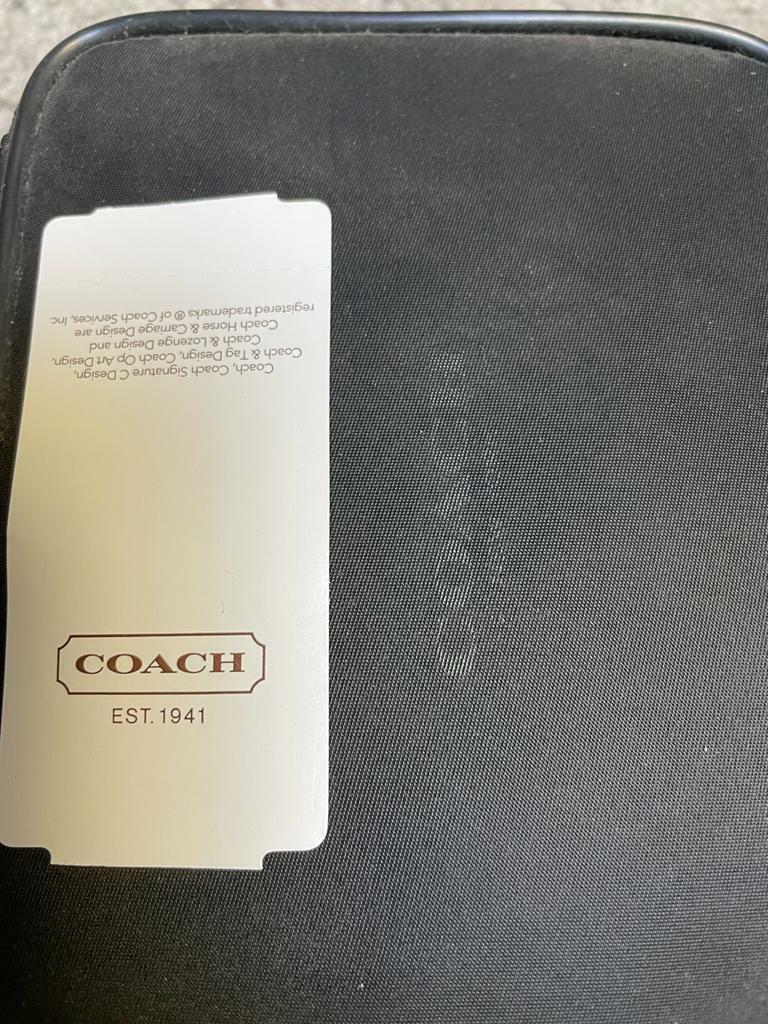 registered trademarks ® of Coach Services, Inc.
Coach Horse & Carriage Design are
Coach & Lozenge Design and
Coach & Tag Design, Coach Op Art Design,
Coach, Coach Signature C Design,
COACH
EST. 1941